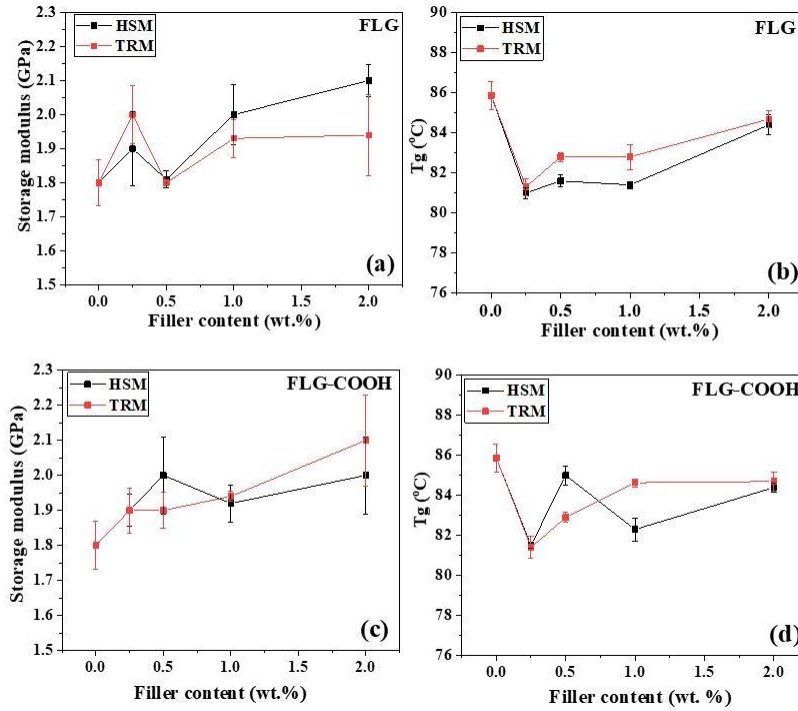 HSM
TRM
FLG
2.3
2.2
2.1
2.0
1.9
1.8
1.7
1.6
1.5
Storage modulus (GPa)
0.0 0.5 1.0 1.5 2.0
Filler content (wt.%)
(a)
HSM
TRM
FLG
90
88
86
84
82
80
78
76
Tg (⁰C)
0.0 0.5 1.0 1.5 2.0
Filler content (wt.%)
(b)
HSM
TRM
FLG-COOH
2.3
2.2
2.1
2.0
1.9
1.8
1.7
1.6
1.5
Storage modulus (GPa)
0.0 0.5 1.0 1.5 2.0
Filler content (wt.%)
(c)
HSM
TRM
FLG-COOH
90
88
86
84
82
80
78
76
Tg (⁰C)
0.0 0.5 1.0 1.5 2.0
Filler content (wt. %)
(d)